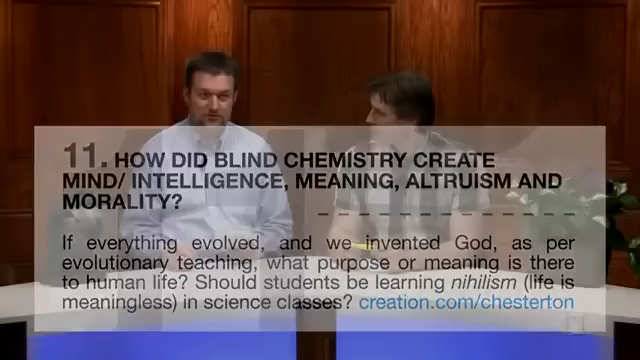 11. HOW DID BLIND CHEMISTRY CREATE
MIND/ INTELLIGENCE, MEANING, ALTRUISM AND
MORALITY?
If everything evolved, and we invented God, as per
evolutionary teaching, what purpose or meaning is there
to human life? Should students be learning nihilism (life is
meaningless) in science classes? creation.com/chesterton